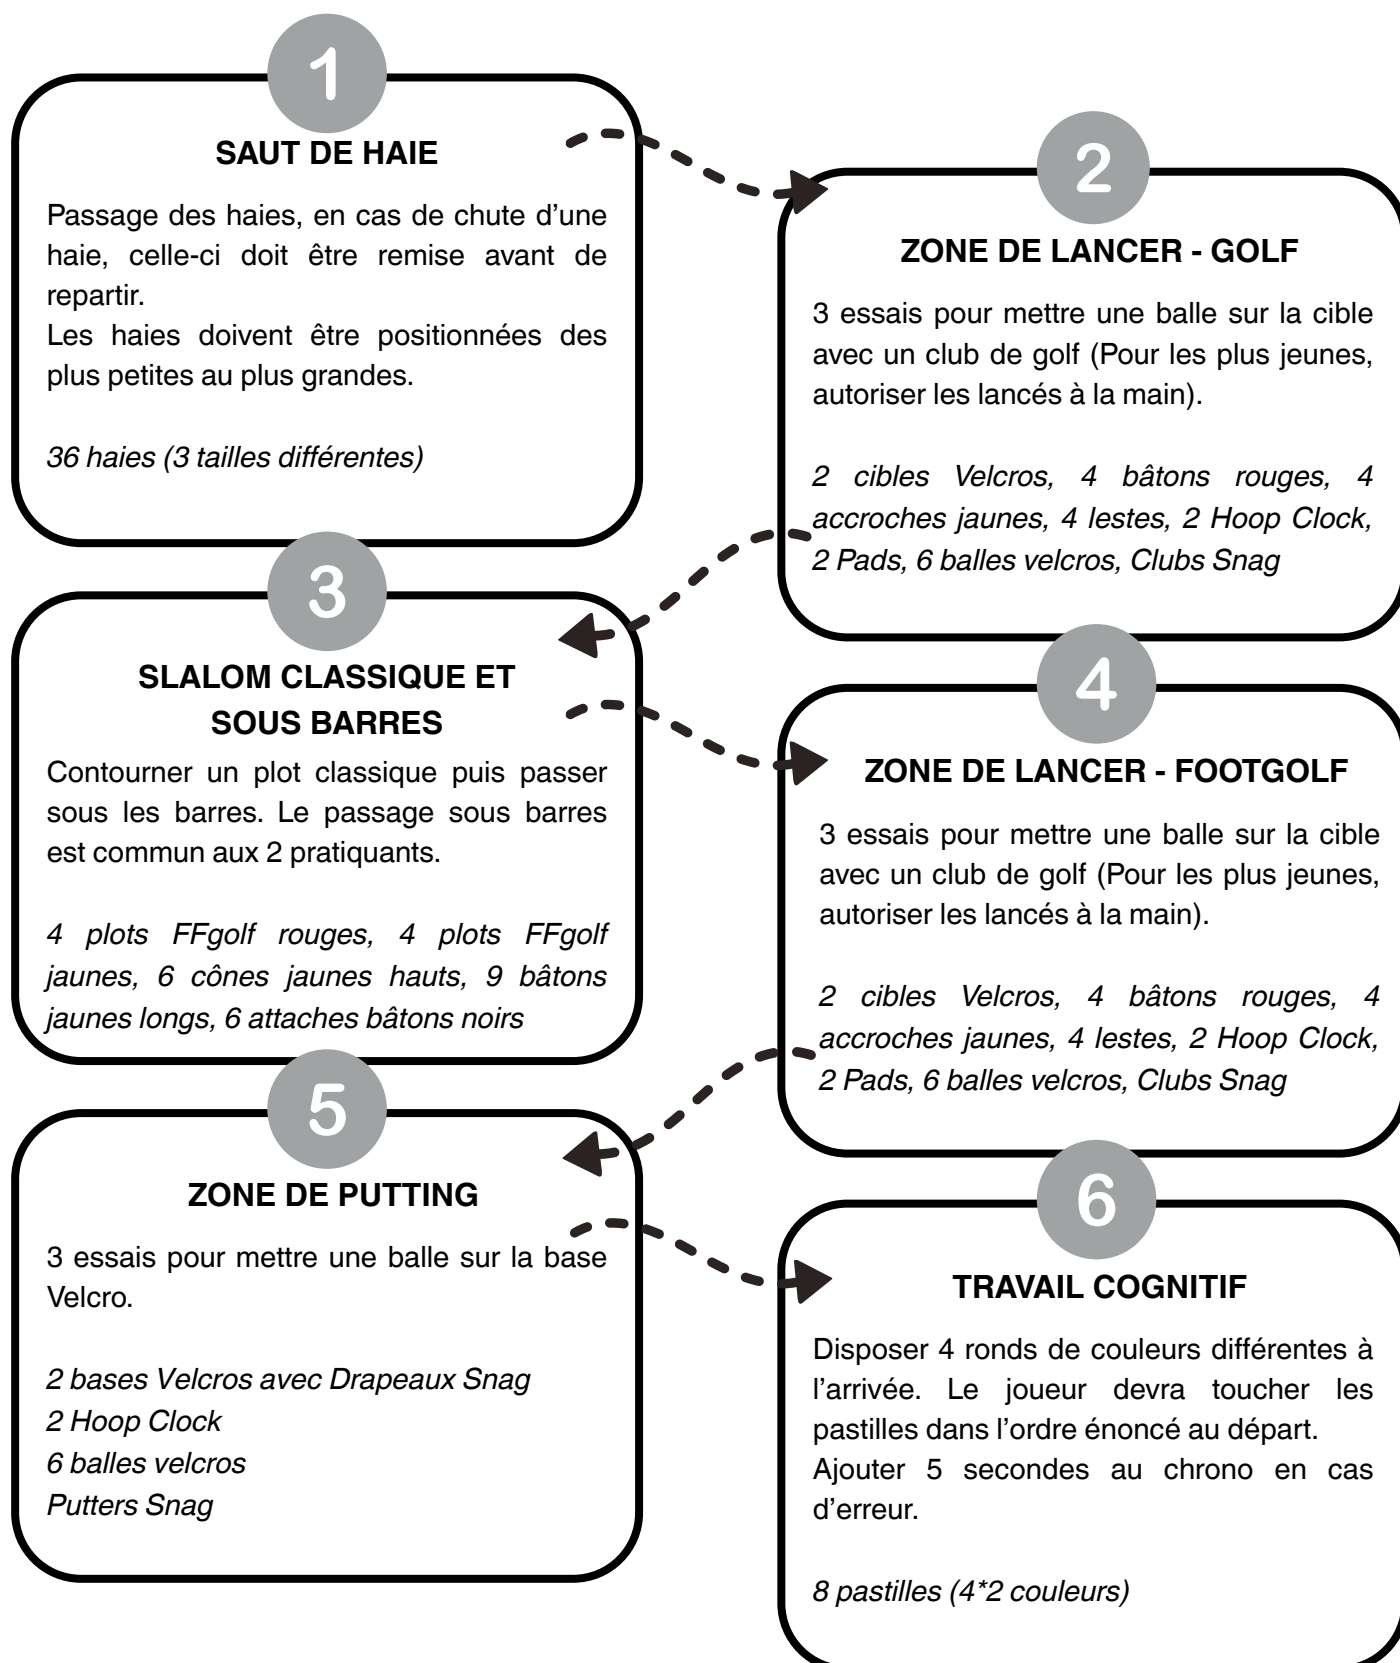 1
SAUT DE HAIE
Passage des haies, en cas de chute d'une
haie, celle-ci doit être remise avant de
repartir.
Les haies doivent être positionnées des
plus petites au plus grandes.
36 haies (3 tailles différentes)
2
ZONE DE LANCER - GOLF
3 essais pour mettre une balle sur la cible
avec un club de golf (Pour les plus jeunes,
autoriser les lancés à la main).
2 cibles Velcros, 4 bâtons rouges, 4
accroches jaunes, 4 lestes, 2 Hoop Clock,
2 Pads, 6 balles velcros, Clubs Snag
3
SLALOM CLASSIQUE ET
SOUS BARRES
Contourner un plot classique puis passer
sous les barres. Le passage sous barres
est commun aux 2 pratiquants.
4 plots FFgolf rouges, 4 plots FFgolf
jaunes, 6 cônes jaunes hauts, 9 bâtons
jaunes longs, 6 attaches bâtons noirs
4
ZONE DE LANCER - FOOTGOLF
3 essais pour mettre une balle sur la cible
avec un club de golf (Pour les plus jeunes,
autoriser les lancés à la main).
2 cibles Velcros, 4 bâtons rouges, 4
accroches jaunes, 4 lestes, 2 Hoop Clock,
2 Pads, 6 balles velcros, Clubs Snag
5
ZONE DE PUTTING
3 essais pour mettre une balle sur la base
Velcro.
2 bases Velcros avec Drapeaux Snag
2 Hoop Clock
6 balles velcros
Putters Snag
6
TRAVAIL COGNITIF
Disposer 4 ronds de couleurs différentes à
l'arrivée. Le joueur devra toucher les
pastilles dans l'ordre énoncé au départ.
Ajouter 5 secondes au chrono en cas
d'erreur.
8 pastilles (4*2 couleurs)